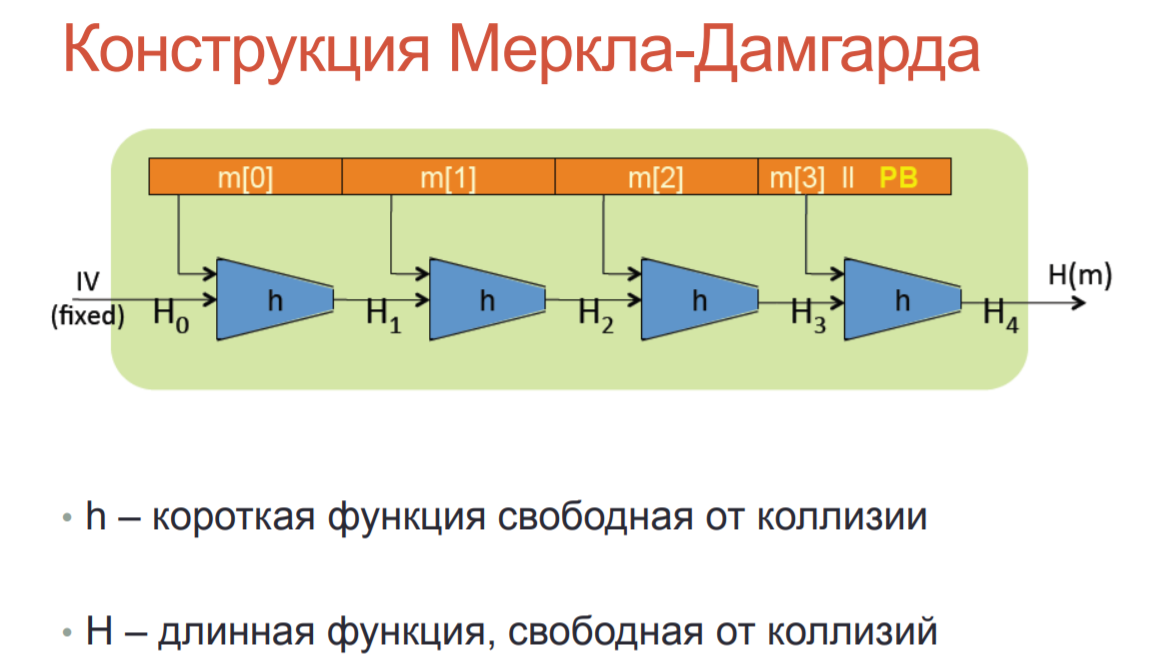 Конструкция Меркла-Дамгарда
m[0] m[1] m[2] m[3] ll PB
IV
(fixed)
H0 h H1 h H2 h H3 h H4
H(m)
• h – короткая функция свободная от коллизии
• H – длинная функция, свободная от коллизий